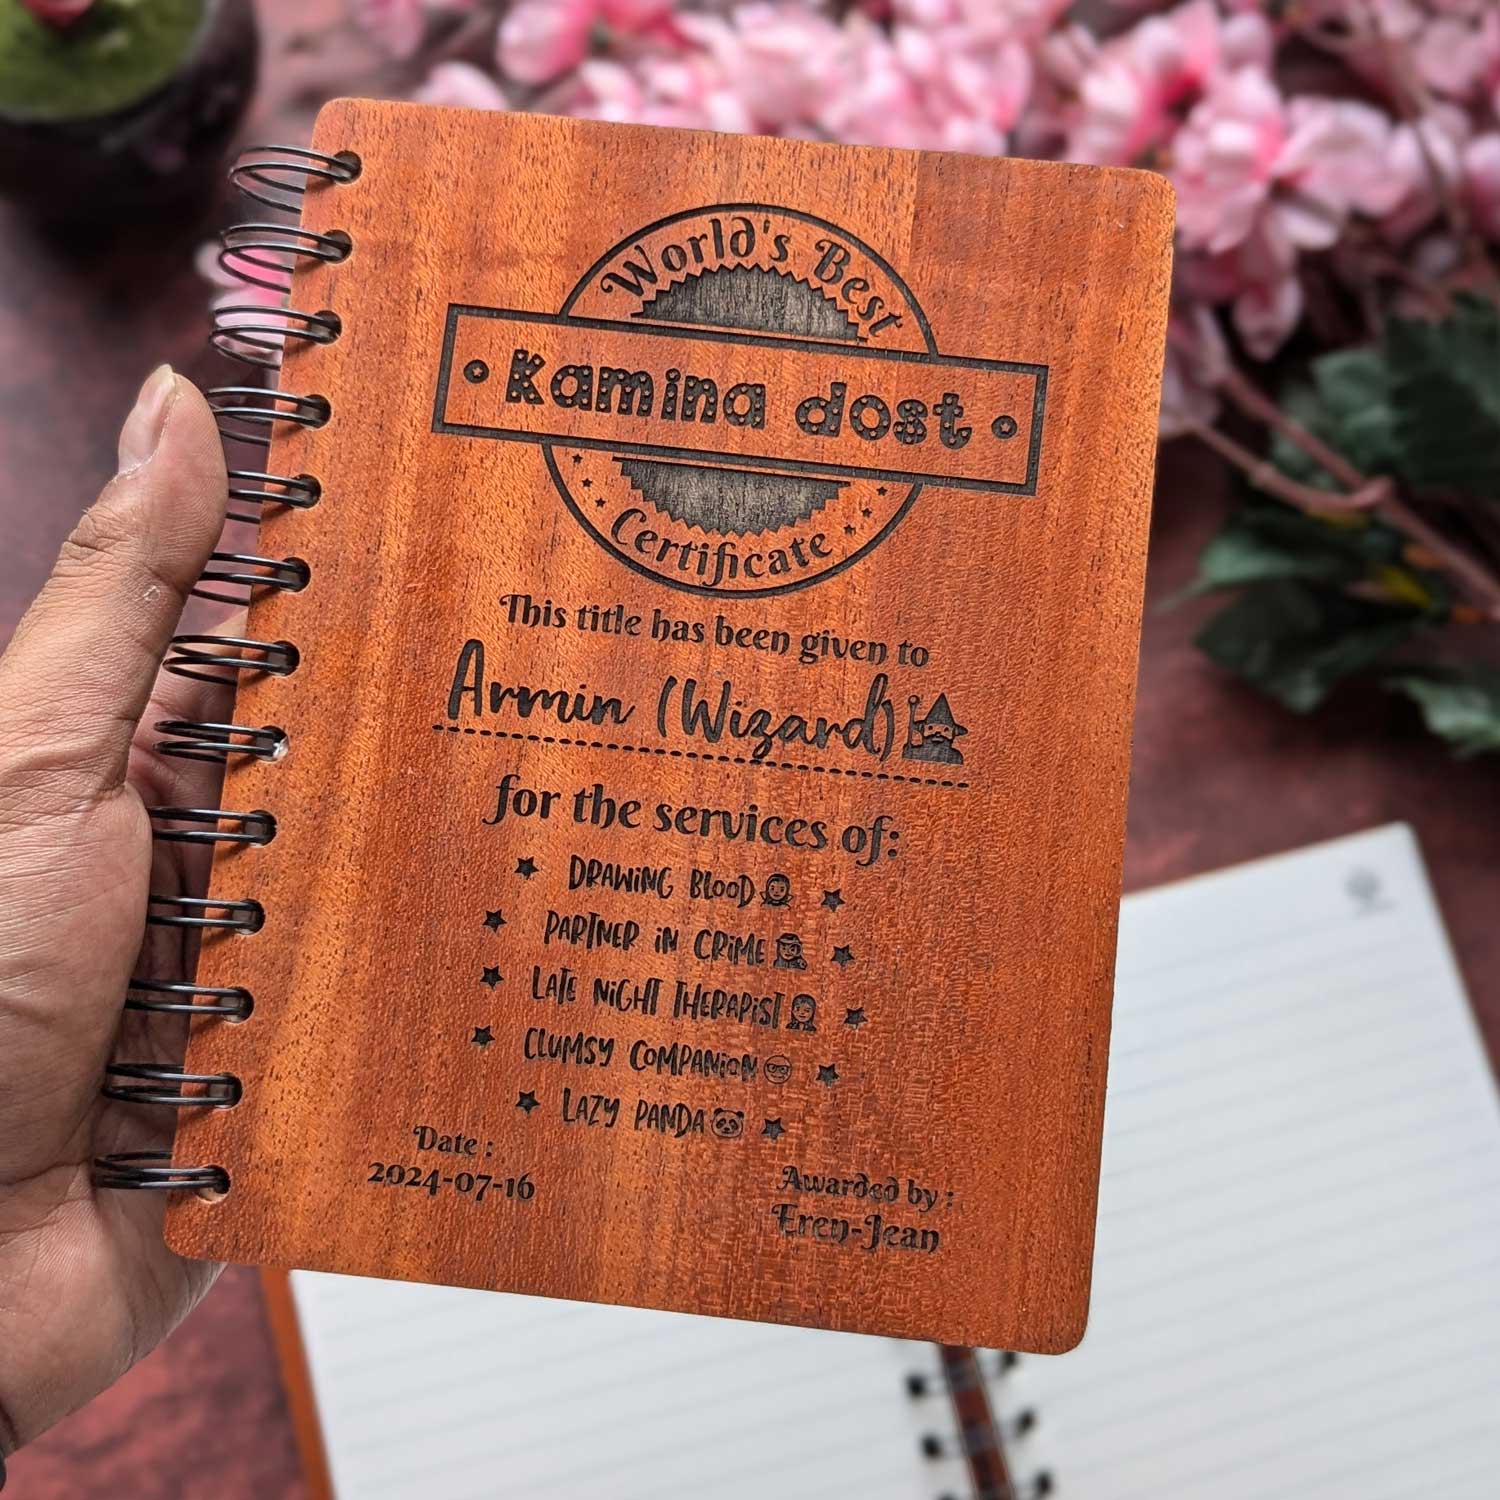 World's Best
Kamina dost
Certificate
This title has been given to
Armin (Wizard)
for the services of:
DRAWING BLOOD
PARTNER IN CRIME
LATE NIGHT THERAPIST
CLUMSY COMPANION
LAZY PANDA
Date :
2024-07-16
Awarded by :
Eren-Jean